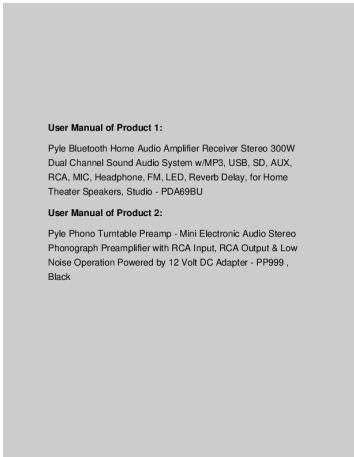 User Manual of Product 1:
Pyle Bluetooth Home Audio Amplifier Receiver Stereo 300W
Dual Channel Sound Audio System w/MP3, USB, SD, AUX,
RCA, MIC, Headphone, FM, LED, Reverb Delay, for Home
Theater Speakers, Studio - PDA69BU
User Manual of Product 2:
Pyle Phono Turntable Preamp - Mini Electronic Audio Stereo
Phonograph Preamplifier with RCA Input, RCA Output & Low
Noise Operation Powered by 12 Volt DC Adapter - PP999 ,
Black